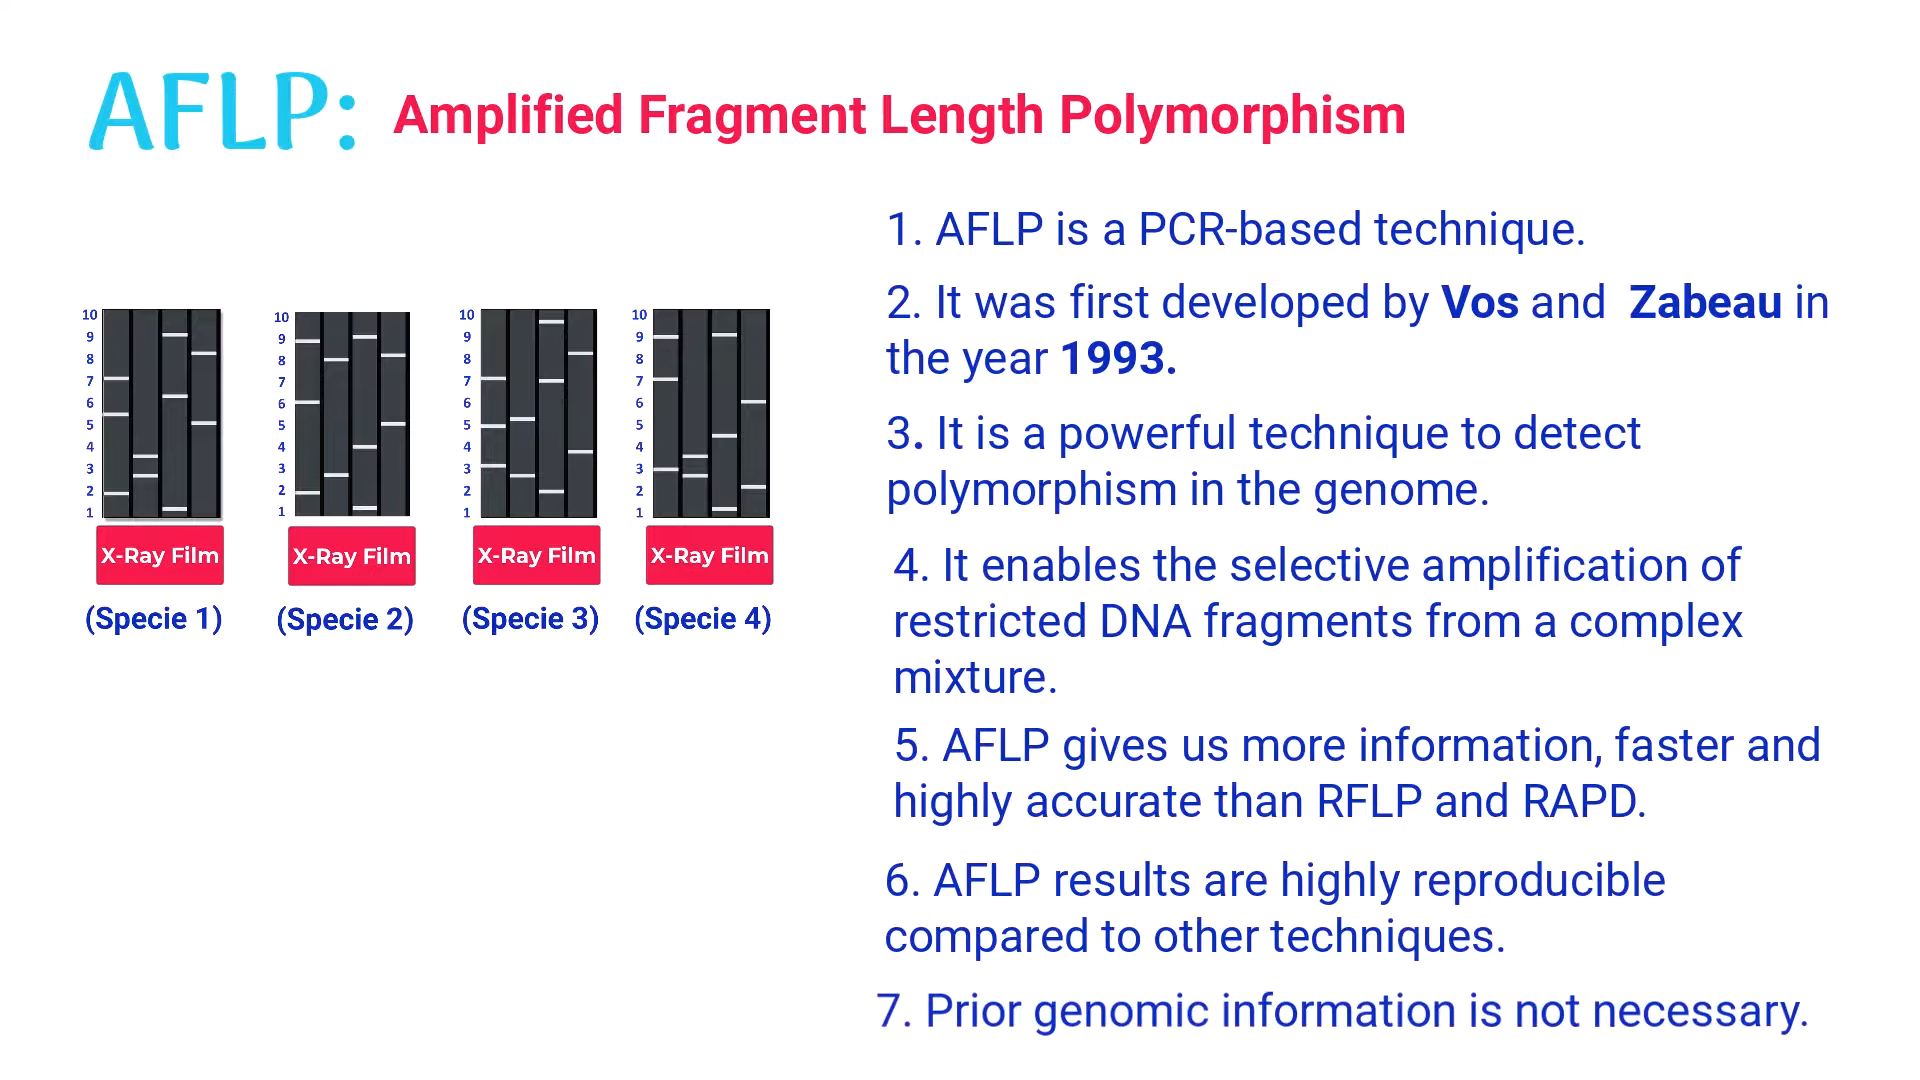 AFLP: Amplified Fragment Length Polymorphism
1. AFLP is a PCR-based technique.
2. It was first developed by Vos and Zabeau in
the year 1993.
3. It is a powerful technique to detect
polymorphism in the genome.
4. It enables the selective amplification of
restricted DNA fragments from a complex
mixture.
5. AFLP gives us more information, faster and
highly accurate than RFLP and RAPD.
6. AFLP results are highly reproducible
compared to other techniques.
7. Prior genomic information is not necessary.
10 10 10 10
9 9 9 9
8 8 8 8
7 7 7 7
6 6 6 6
5 5 5 5
4 4 4 4
3 3 3 3
2 2 2 2
1 1 1 1
X-Ray Film X-Ray Film X-Ray Film X-Ray Film
(Specie 1) (Specie 2) (Specie 3) (Specie 4)